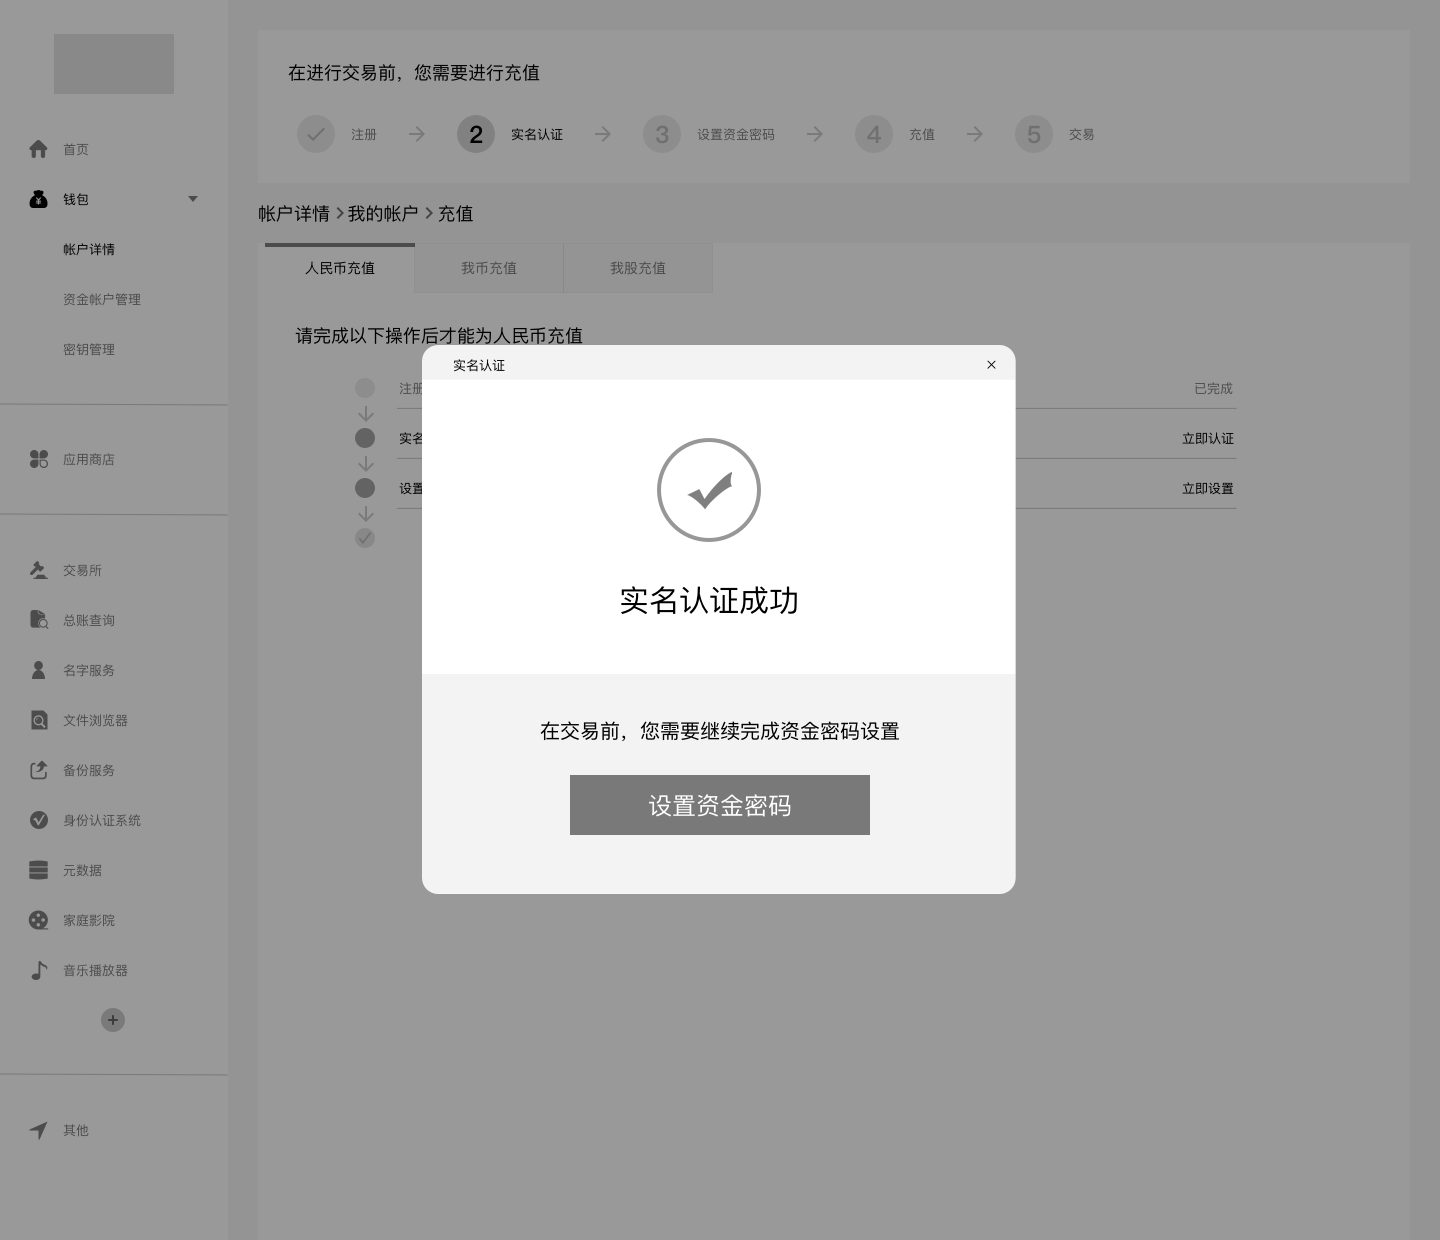 在进行交易前，您需要进行充值
注册
2 实名认证
3 设置资金密码
4 充值
5 交易
首页
钱包
帐户详情
资金帐户管理
密钥管理
应用商店
交易所
总账查询
名字服务
文件浏览器
备份服务
身份认证系统
元数据
家庭影院
音乐播放器
其他
帐户详情 > 我的帐户 > 充值
人民币充值 我币充值 我股充值
请完成以下操作后才能为人民币充值
注册 已完成
实名 立即认证
设置 立即设置
实名认证
实名认证成功
在交易前，您需要继续完成资金密码设置
设置资金密码